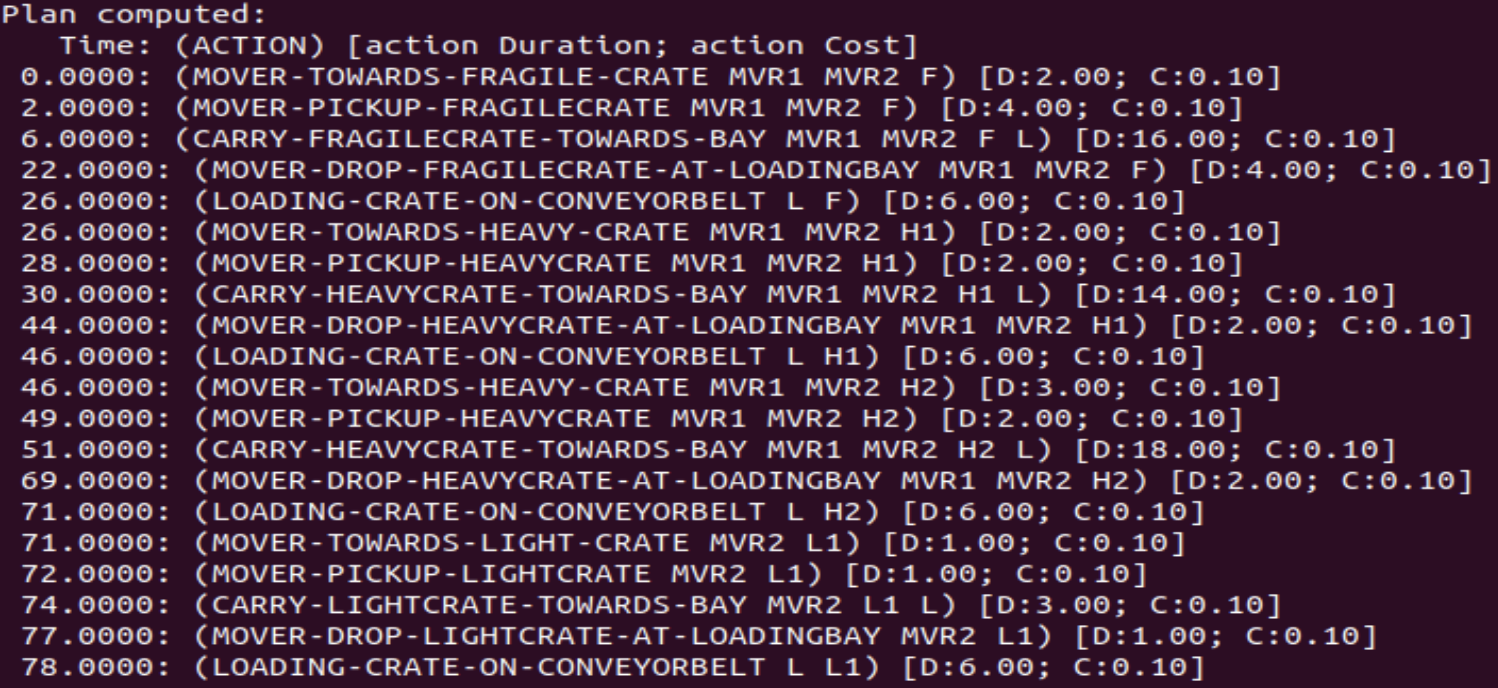 Plan computed:
Time: (ACTION) [action Duration; action Cost]
0.0000: (MOVER-TOWARDS-FRAGILE-CRATE MVR1 MVR2 F) [D:2.00; C:0.10]
2.0000: (MOVER-PICKUP-FRAGILECRATE MVR1 MVR2 F) [D:4.00; C:0.10]
6.0000: (CARRY-FRAGILECRATE-TOWARDS-BAY MVR1 MVR2 F L) [D:16.00; C:0.10]
22.0000: (MOVER-DROP-FRAGILECRATE-AT-LOADINGBAY MVR1 MVR2 F) [D:4.00; C:0.10]
26.0000: (LOADING-CRATE-ON-CONVEYORBELT L F) [D:6.00; C:0.10]
26.0000: (MOVER-TOWARDS-HEAVY-CRATE MVR1 MVR2 H1) [D:2.00; C:0.10]
28.0000: (MOVER-PICKUP-HEAVYCRATE MVR1 MVR2 H1) [D:2.00; C:0.10]
30.0000: (CARRY-HEAVYCRATE-TOWARDS-BAY MVR1 MVR2 H1 L) [D:14.00; C:0.10]
44.0000: (MOVER-DROP-HEAVYCRATE-AT-LOADINGBAY MVR1 MVR2 H1) [D:2.00; C:0.10]
46.0000: (LOADING-CRATE-ON-CONVEYORBELT L H1) [D:6.00; C:0.10]
46.0000: (MOVER-TOWARDS-HEAVY-CRATE MVR1 MVR2 H2) [D:3.00; C:0.10]
49.0000: (MOVER-PICKUP-HEAVYCRATE MVR1 MVR2 H2) [D:2.00; C:0.10]
51.0000: (CARRY-HEAVYCRATE-TOWARDS-BAY MVR1 MVR2 H2 L) [D:18.00; C:0.10]
69.0000: (MOVER-DROP-HEAVYCRATE-AT-LOADINGBAY MVR1 MVR2 H2) [D:2.00; C:0.10]
71.0000: (LOADING-CRATE-ON-CONVEYORBELT L H2) [D:6.00; C:0.10]
71.0000: (MOVER-TOWARDS-LIGHT-CRATE MVR2 L1) [D:1.00; C:0.10]
72.0000: (MOVER-PICKUP-LIGHTCRATE MVR2 L1) [D:1.00; C:0.10]
74.0000: (CARRY-LIGHTCRATE-TOWARDS-BAY MVR2 L1 L) [D:3.00; C:0.10]
77.0000: (MOVER-DROP-LIGHTCRATE-AT-LOADINGBAY MVR2 L1) [D:1.00; C:0.10]
78.0000: (LOADING-CRATE-ON-CONVEYORBELT L L1) [D:6.00; C:0.10]